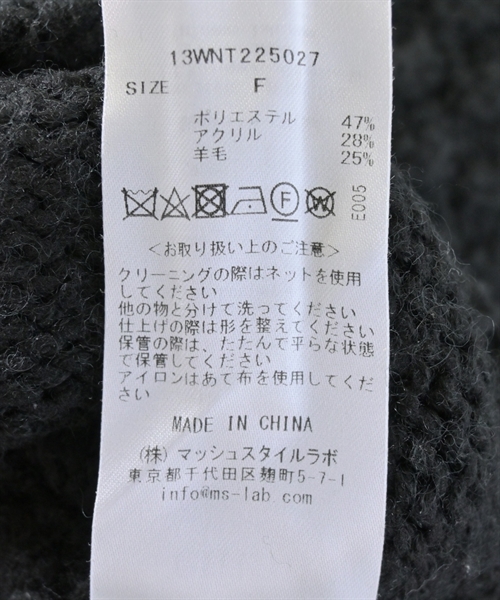 13WNT225027
SIZE F
ポリエステル 47%
アクリル 28%
羊毛 25%
F W E005
<お取り扱い上のご注意>
クリーニングの際はネットを使用
してください
他の物と分けて洗ってください
仕上げの際は形を整えてください
保管の際は、たたんで平らな状態
で保管してください
アイロンはあて布を使用してくだ
さい
MADE IN CHINA
(株) マッシュスタイルラボ
東京都千代田区麹町5-7-1
info@ms-lab.com